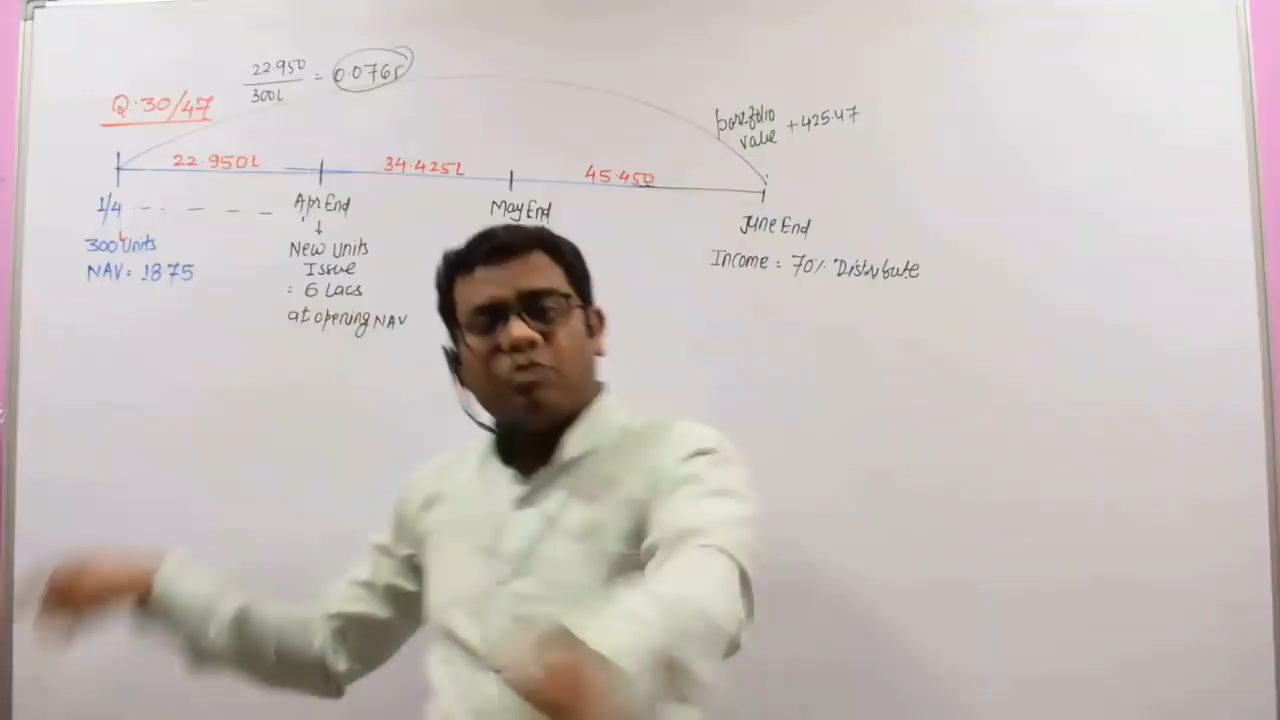 22.950
300L
= 0.0765
Q.30/47
portfolio
value + 425.47
22.950L
34.425L
45.450
1/4
Apr End
May End
June End
300L Units
NAV = 18.75
New Units
Issue
= 6 Lacs
at opening NAV
Income = 70% Distribute